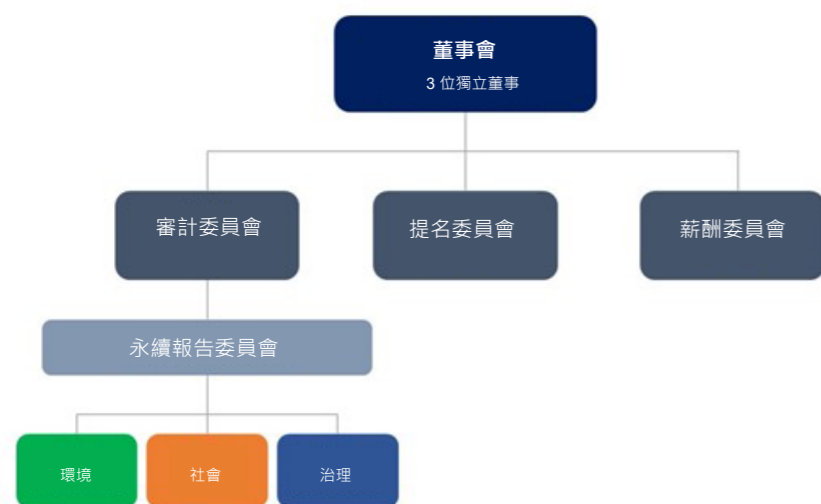 董事會
3 位獨立董事
審計委員會
提名委員會
薪酬委員會
永續報告委員會
環境
社會
治理